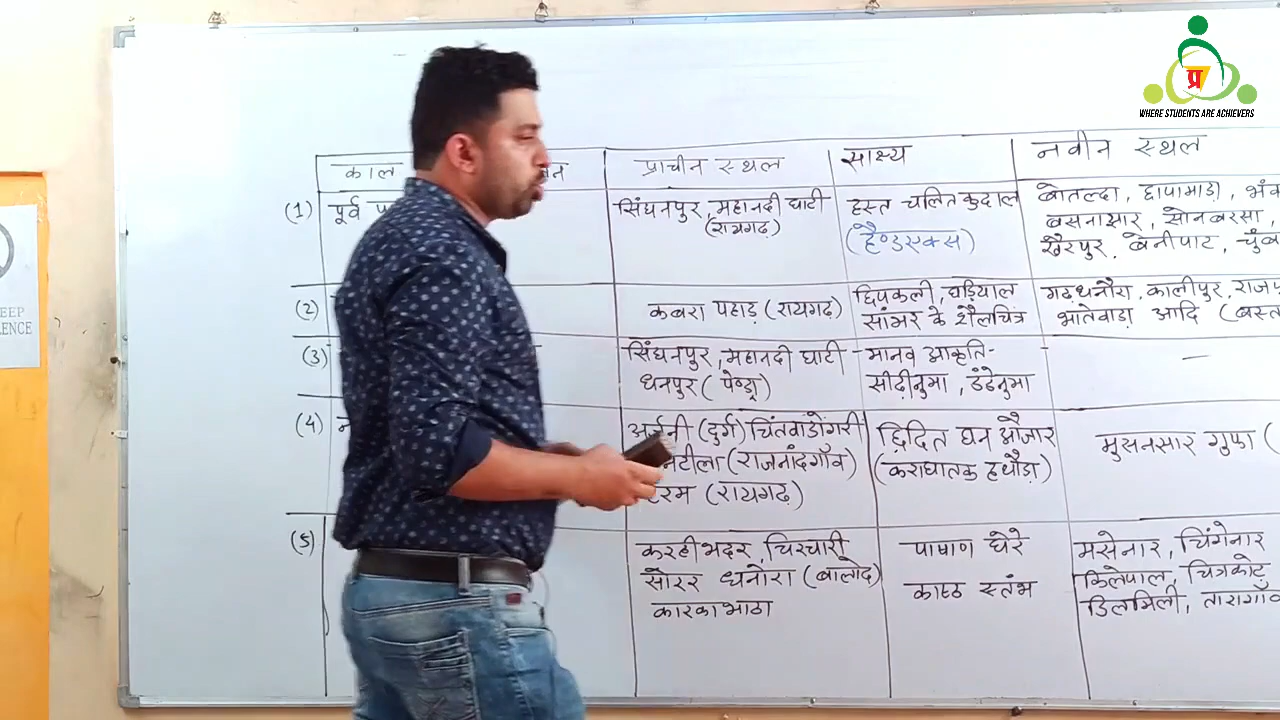 प्र
WHERE STUDENTS ARE ACHIEVERS
काल
प्राचीन स्थल
साक्ष्य
नवीन स्थल
(1) पूर्व
सिंघनपुर, महानदी घाटी
(रायगढ़)
हस्त चलित कुदाल
(हैण्डएक्स)
बोतल्दा, छापामाड़ा,
बसनाझार, सोनबरसा,
खैरपुर, बेनीपाट,
(2)
कबरा पहाड़ (रायगढ़)
छिपकली, घड़ियाल
सांभर के शैलचित्र
गढधनौरा, कालीपुर,
भातेवाड़ा आदि
(3)
सिंघनपुर, महानदी घाटी
धनपुर (पेण्ड्रा)
मानव आकृति-
सीढ़ीनुमा, डंडेनुमा
—
(4)
अर्जुनी (दुर्ग) चिंतवाडोंगरी
(राजनांदगाँव)
(रायगढ़)
छिद्रित घन औजार
(कराघातक हथौड़ा)
मुसनसार गुफा (
(5)
करहीभदर, चिरचारी
सोरर धनोरा (बालोद)
कारकाभाठा
पाषाण घेरे
काष्ठ स्तंभ
मसेनार, चिंगेनार
किलेपाल, चित्रकोट
डिलमिली, तारागाँव